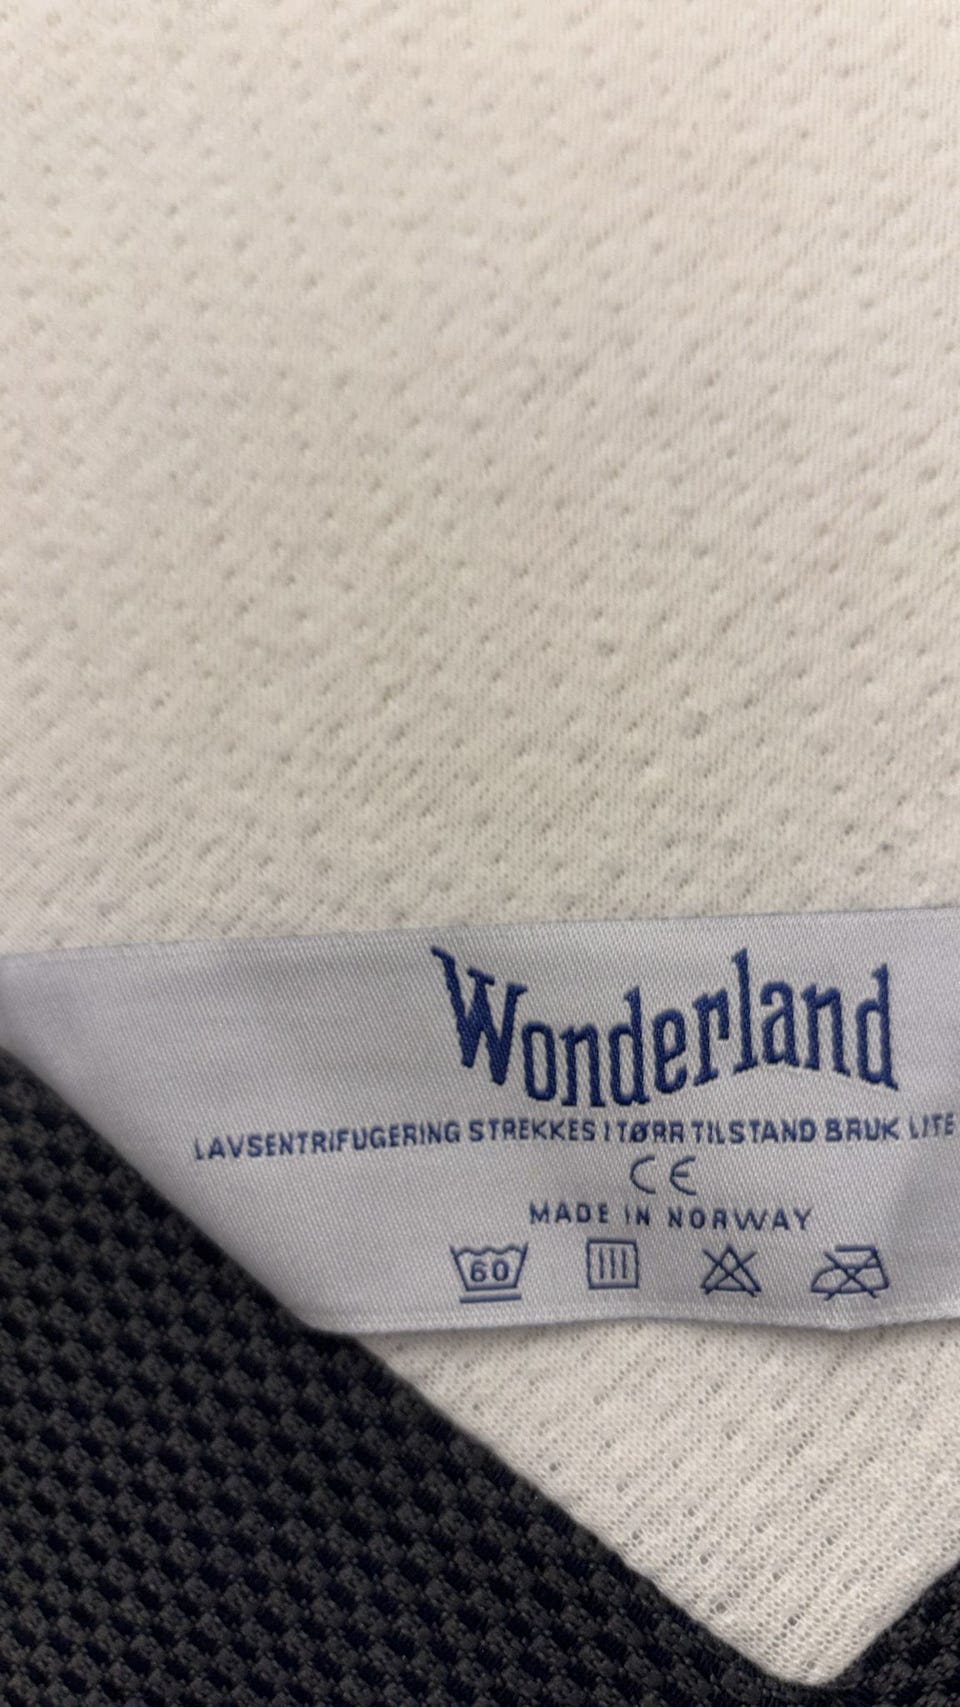 Wonderland
LAVSENTRIFUGERING STREKKES I TØRR TILSTAND BRUK LITE
CE
MADE IN NORWAY
60